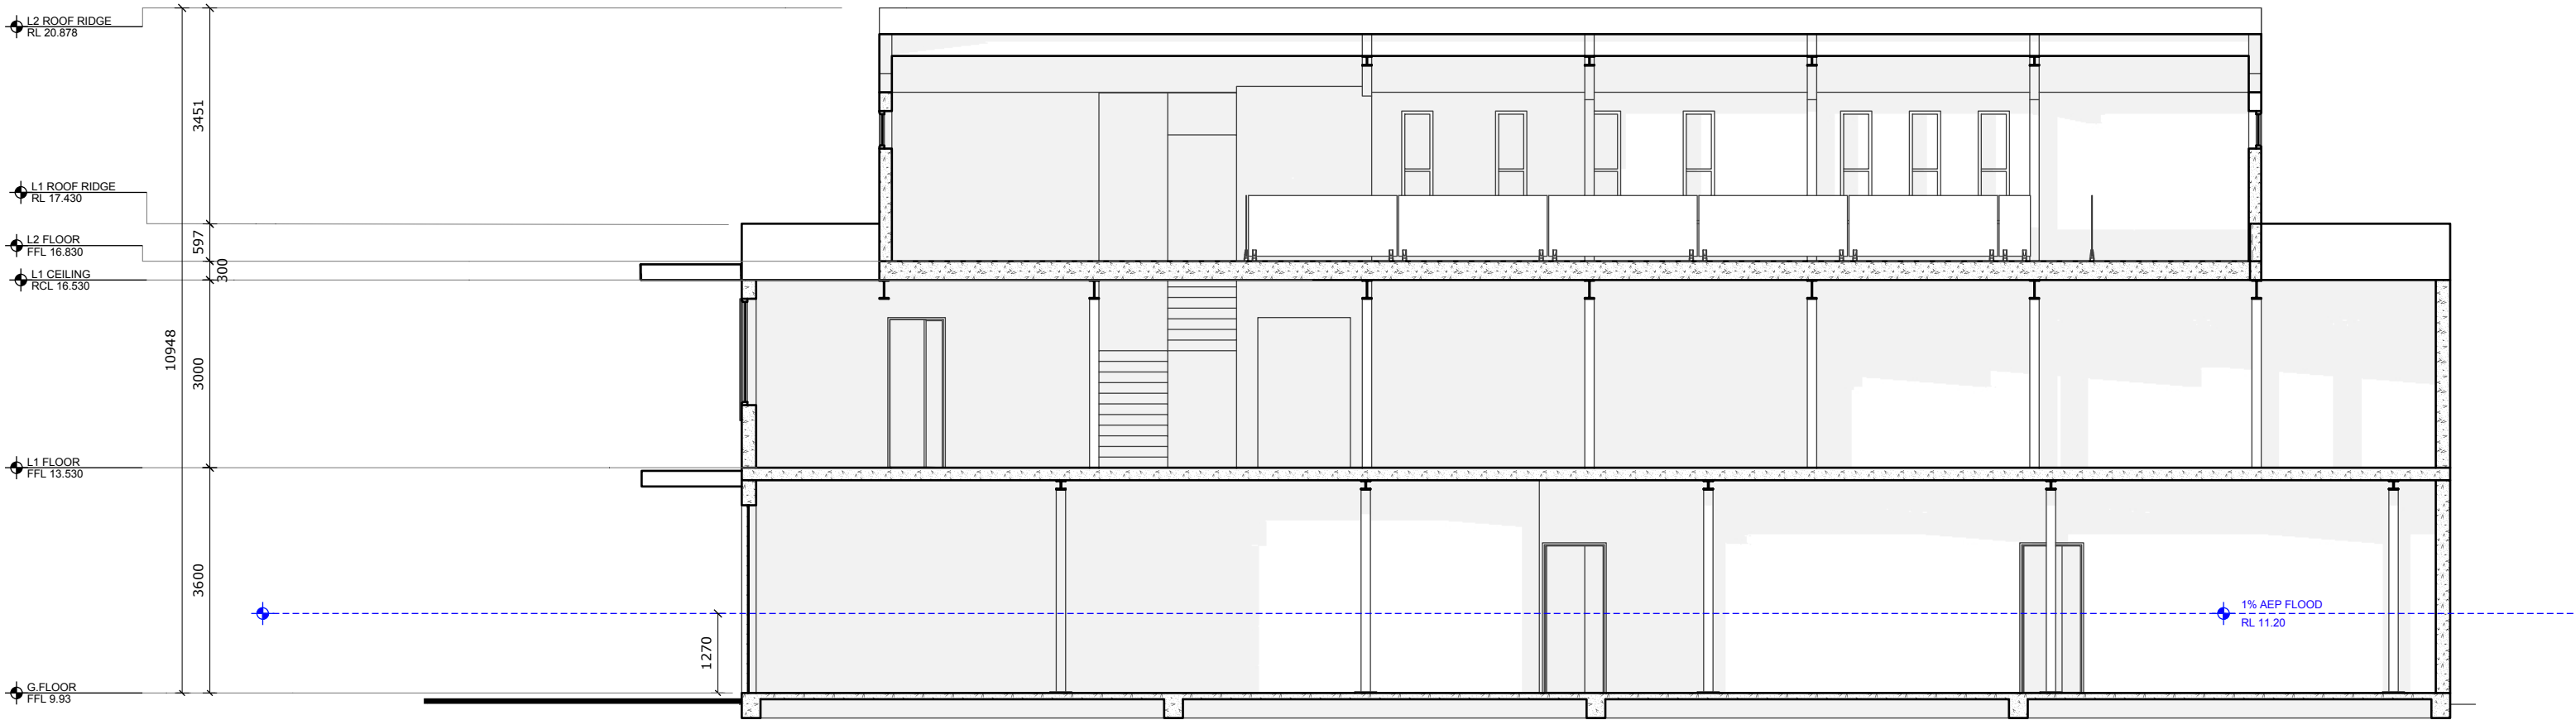 L2 ROOF RIDGE
RL 20.878
3451
L1 ROOF RIDGE
RL 17.430
597
L2 FLOOR
FFL 16.830
300
L1 CEILING
RCL 16.530
10948
3000
L1 FLOOR
FFL 13.530
3600
1% AEP FLOOD
RL 11.20
1270
G.FLOOR
FFL 9.93